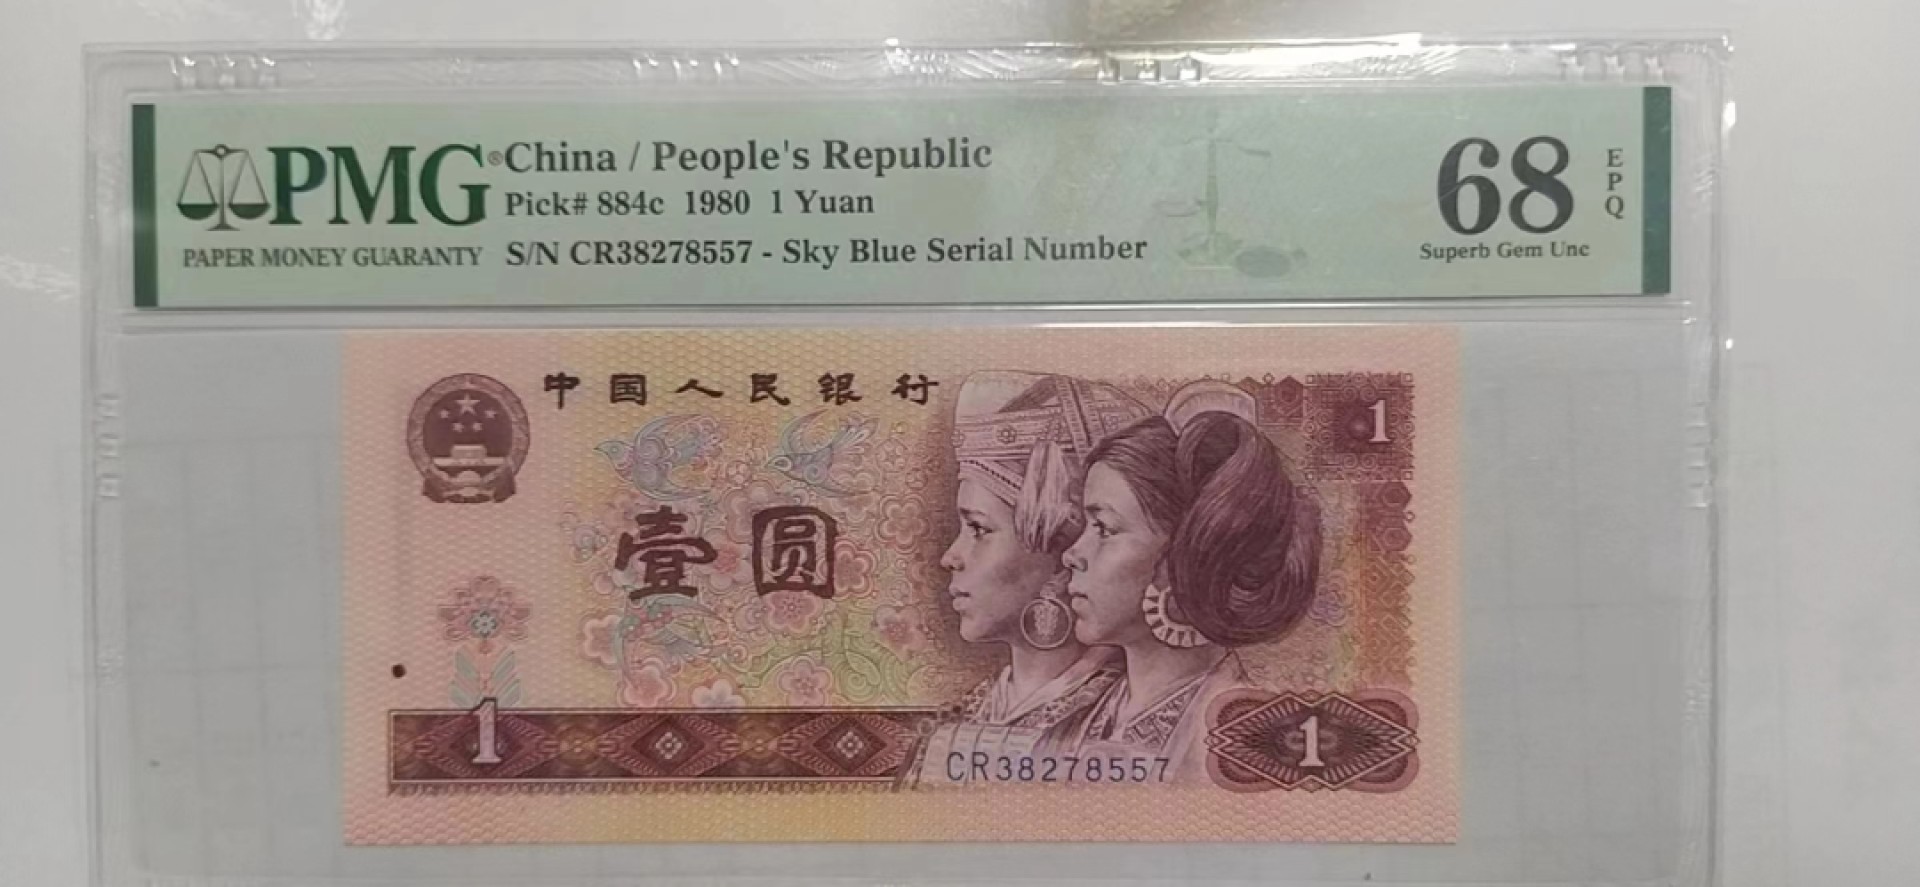 PMG®
PAPER MONEY GUARANTY
China / People's Republic
Pick# 884c 1980 1 Yuan
S/N CR38278557 - Sky Blue Serial Number
68
EPQ
Superb Gem Unc
中国人民银行
1
壹圆
1
CR38278557
1